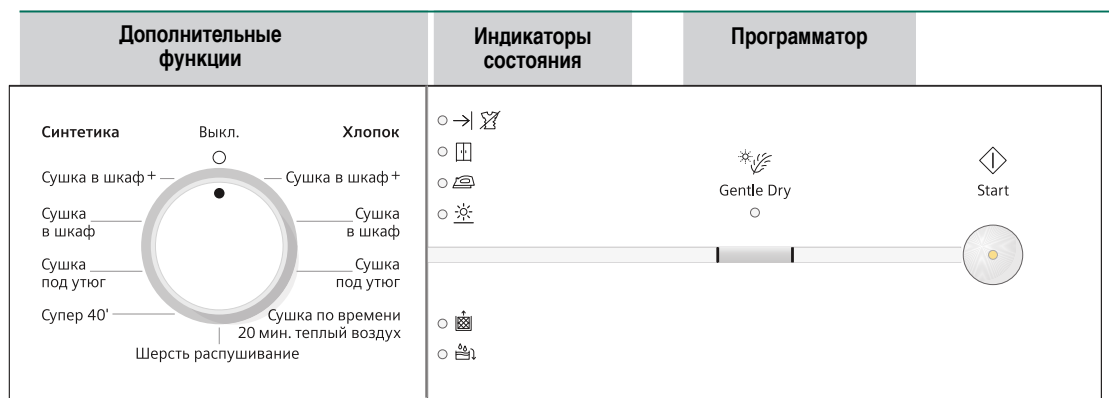 Дополнительные
функции
Индикаторы
состояния
Программатор
Синтетика
Выкл.
Хлопок
Сушка в шкаф+
Сушка в шкаф+
Сушка
в шкаф
Сушка
в шкаф
Сушка
под утюг
Сушка
под утюг
Супер 40'
Сушка по времени
20 мин. теплый воздух
Шерсть распушивание
Gentle Dry
Start